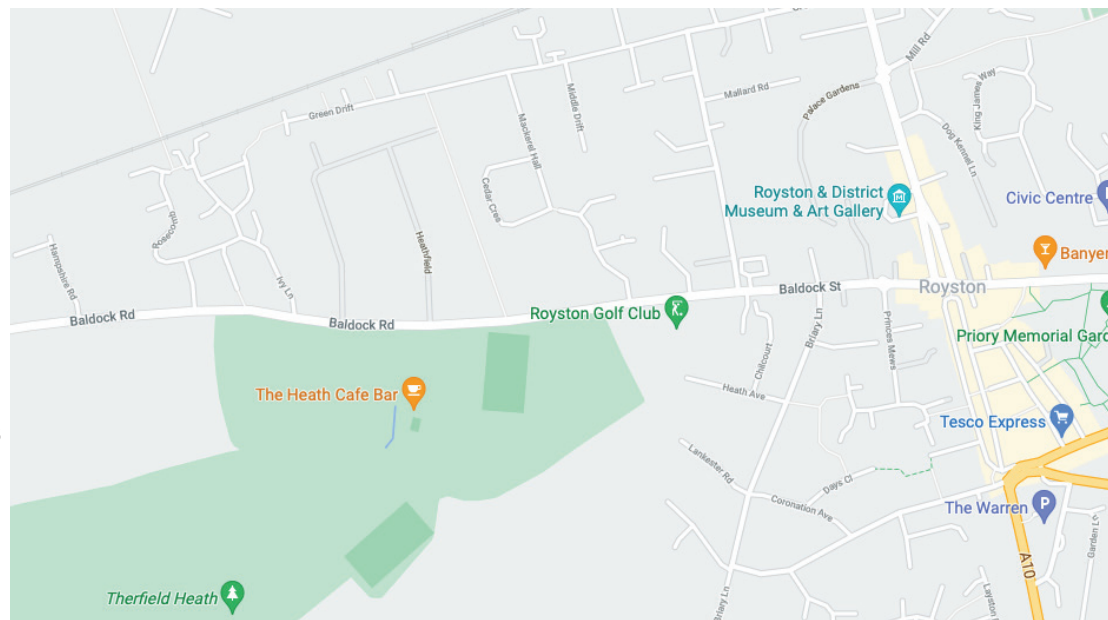 Mill Rd
Green Drift
Middle Drift
Mallard Rd
Palace Gardens
King James Way
Mackerel Hall
Dog Kennel Ln
Royston & District
Museum & Art Gallery
Civic Centre
Cedar Cres
Rosecomb
Hampshire Rd
Heathfield
Ivy Ln
Banyer
Baldock St
Royston
Baldock Rd
Baldock Rd
Royston Golf Club
Briary Ln
Princes Mews
Priory Memorial Gard
Chilcourt
Heath Ave
The Heath Cafe Bar
Tesco Express
Lankester Rd
Days Cl
Coronation Ave
The Warren
P
Garden L
A10
Therfield Heath
Briary Ln
Layston